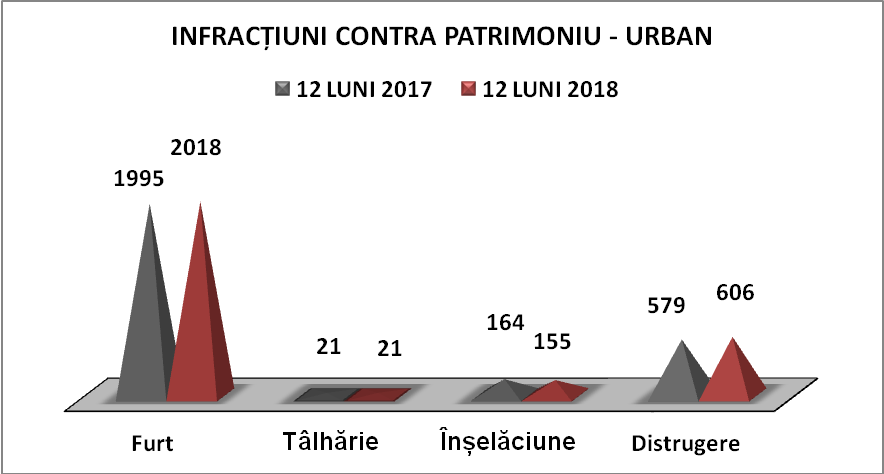 INFRACȚIUNI CONTRA PATRIMONIU - URBAN
12 LUNI 2017 12 LUNI 2018
1995 2018 21 21 164 155 579 606
Furt Tâlhărie Înșelăciune Distrugere